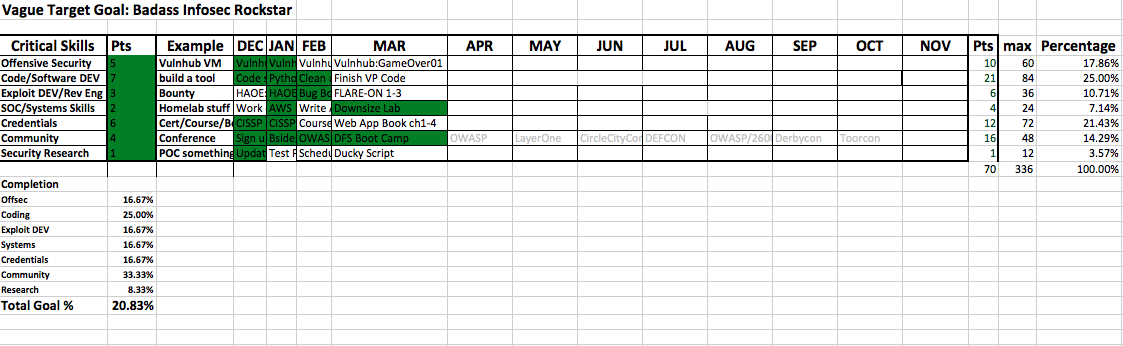 Vague Target Goal: Badass Infosec Rockstar
Critical Skills Pts Example DEC JAN FEB MAR APR MAY JUN JUL AUG SEP OCT NOV Pts max Percentage
Offensive Security 5 Vulnhub VM Vulnh Vulnh Vulnhu Vulnhub:GameOver01 10 60 17.86%
Code/Software DEV 7 build a tool Code s Pytho Clean Finish VP Code 21 84 25.00%
Exploit DEV/Rev Eng 3 Bounty HAOE: HAOE Bug Bo FLARE-ON 1-3 6 36 10.71%
SOC/Systems Skills 2 Homelab stuff Work AWS Write Downsize Lab 4 24 7.14%
Credentials 6 Cert/Course/Bo CISSP CISSP Course Web App Book ch1-4 12 72 21.43%
Community 4 Conference Sign u Bside OWAS DFS Boot Camp OWASP LayerOne CircleCityCon DEFCON OWASP/2600 Derbycon Toorcon 16 48 14.29%
Security Research 1 POC something Updat Test Schedu Ducky Script 1 12 3.57%
70 336 100.00%
Completion
Offsec 16.67%
Coding 25.00%
Exploit DEV 16.67%
Systems 16.67%
Credentials 16.67%
Community 33.33%
Research 8.33%
Total Goal % 20.83%